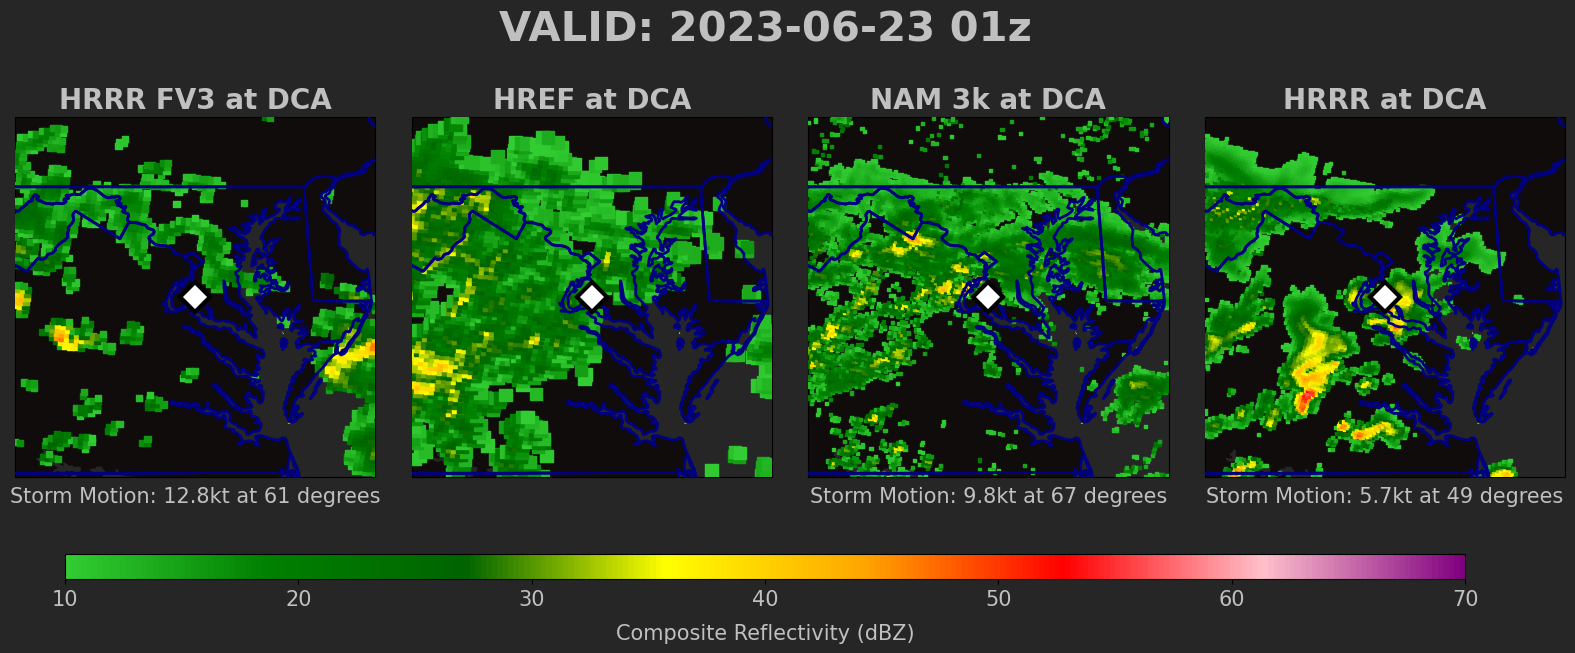 VALID: 2023-06-23 01z
HRRR FV3 at DCA
HREF at DCA
NAM 3k at DCA
HRRR at DCA
Storm Motion: 12.8kt at 61 degrees
Storm Motion: 9.8kt at 67 degrees
Storm Motion: 5.7kt at 49 degrees
10 20 30 40 50 60 70
Composite Reflectivity (dBZ)